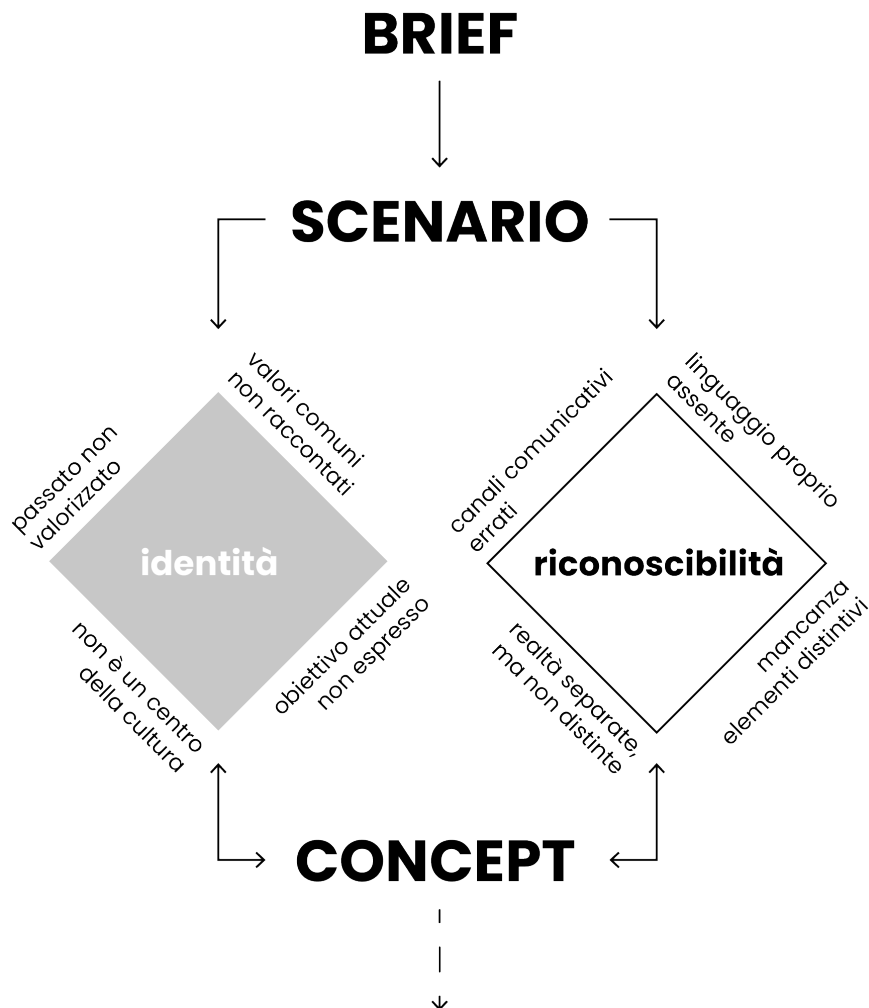 BRIEF
SCENARIO
valori comuni
non raccontati
passato non
valorizzato
identità
non è un centro
della cultura
obiettivo attuale
non espresso
linguaggio proprio
assente
canali comunicativi
errati
riconoscibilità
realtà separate,
ma non distinte
mancanza
elementi distintivi
CONCEPT